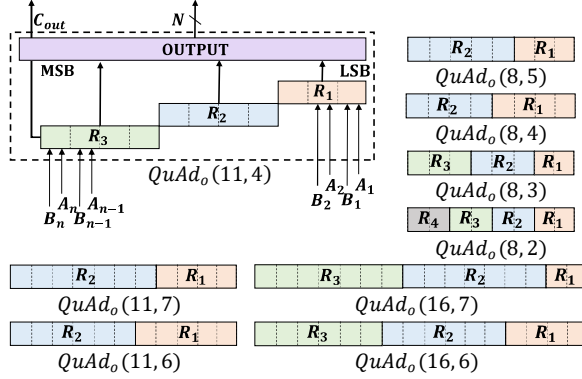 C_out N
OUTPUT
MSB LSB
R_1
R_2
R_3
QuAd_o(11,4)
B_n A_n B_{n-1} A_{n-1}
B_2 A_2 B_1 A_1
R_2 R_1
QuAd_o(8,5)
R_2 R_1
QuAd_o(8,4)
R_3 R_2 R_1
QuAd_o(8,3)
R_4 R_3 R_2 R_1
QuAd_o(8,2)
R_2 R_1
QuAd_o(11,7)
R_3 R_2 R_1
QuAd_o(16,7)
R_2 R_1
QuAd_o(11,6)
R_3 R_2 R_1
QuAd_o(16,6)